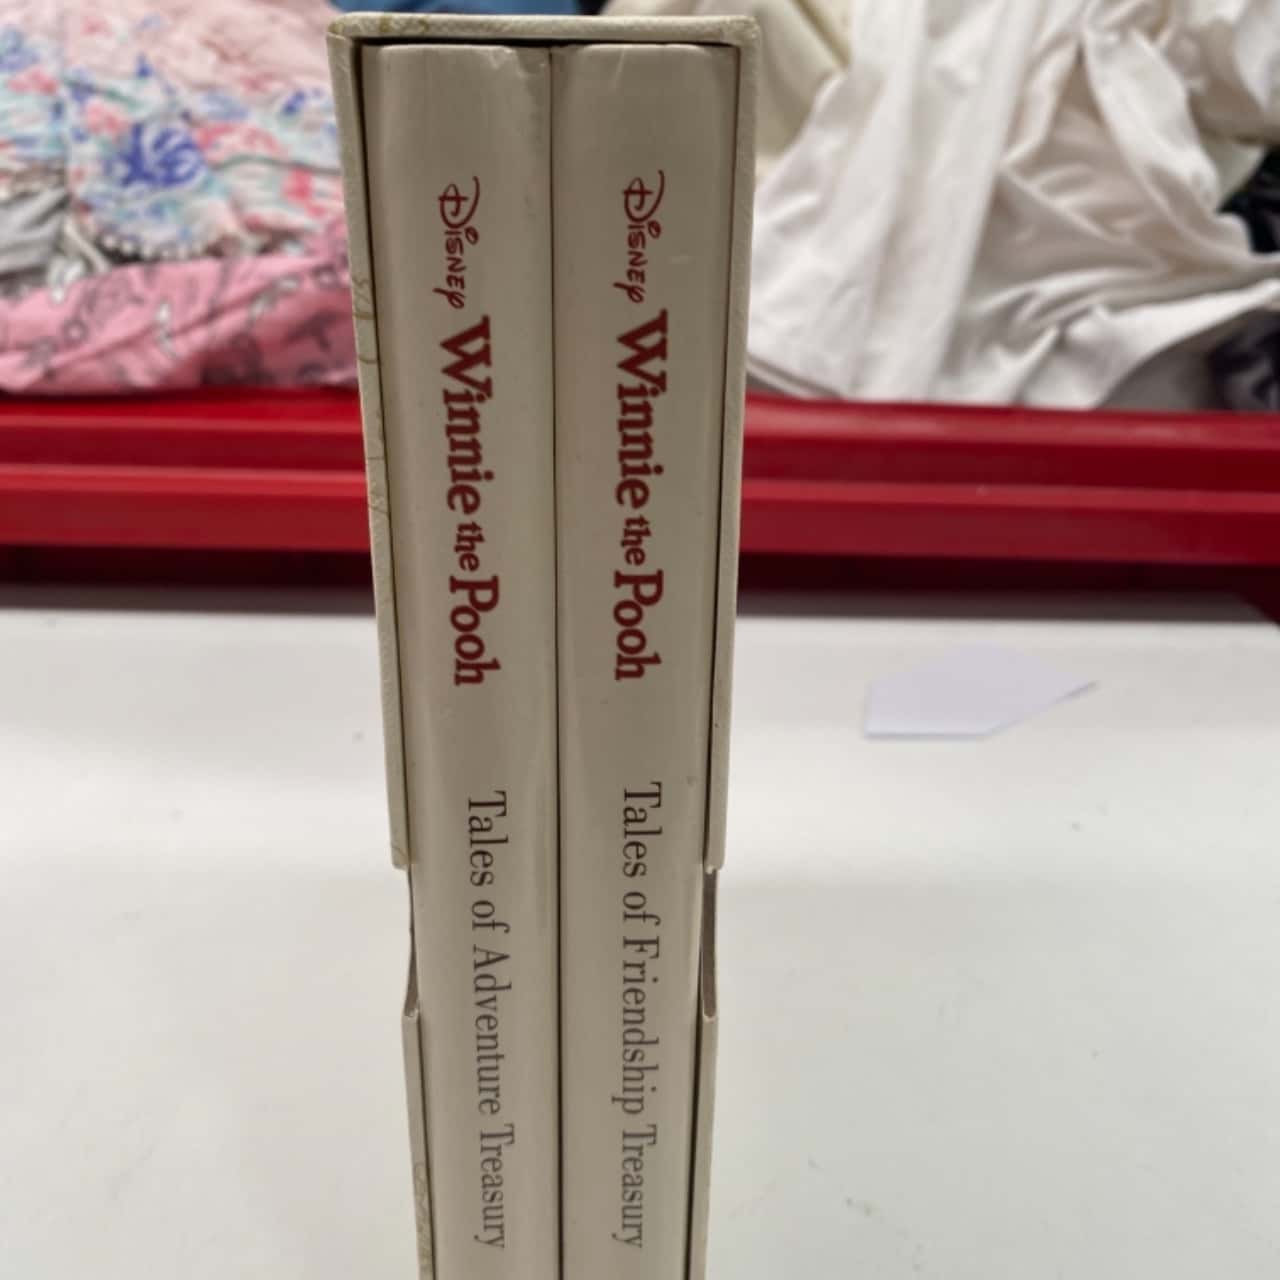 Disney Winnie the Pooh Tales of Adventure Treasury
Disney Winnie the Pooh Tales of Friendship Treasury